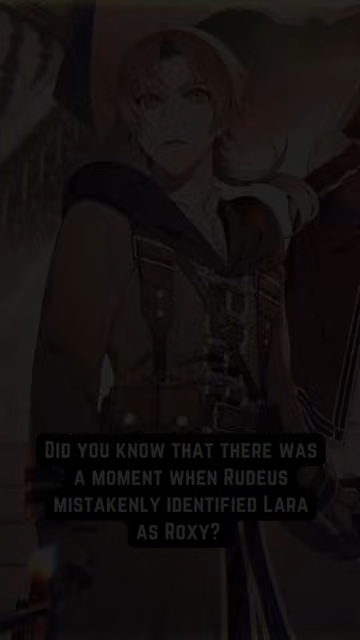 Did you know that there was
a moment when Rudeus
mistakenly identified Lara
as Roxy?